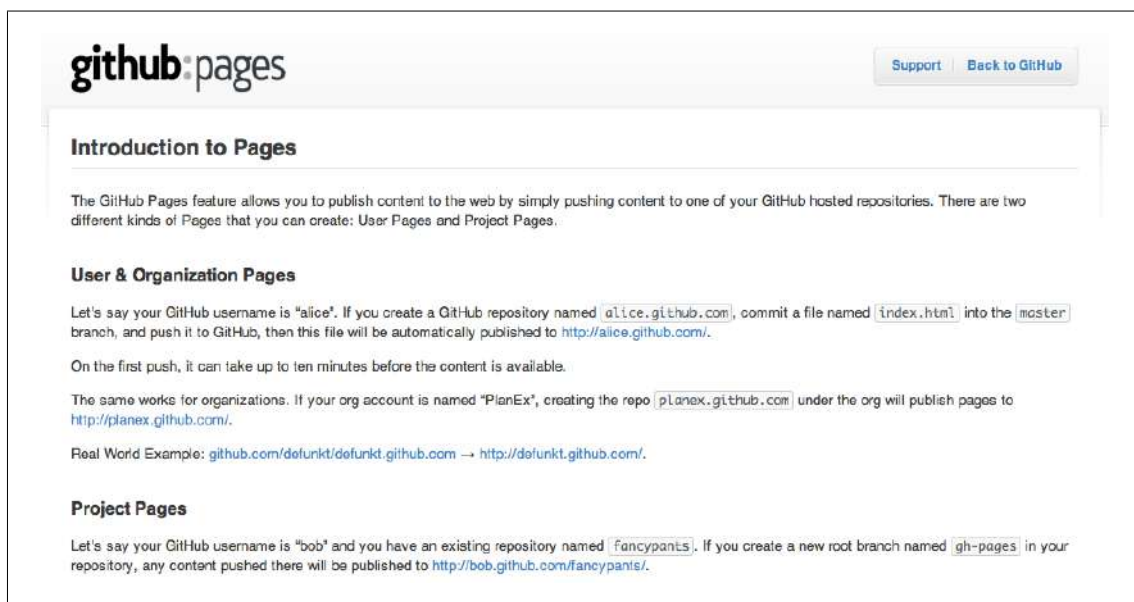 github:pages
Support | Back to GitHub
Introduction to Pages
The GitHub Pages feature allows you to publish content to the web by simply pushing content to one of your GitHub hosted repositories. There are two
different kinds of Pages that you can create: User Pages and Project Pages.
User & Organization Pages
Let's say your GitHub username is "alice". If you create a GitHub repository named alice.github.com, commit a file named index.html into the master
branch, and push it to GitHub, then this file will be automatically published to http://alice.github.com/.
On the first push, it can take up to ten minutes before the content is available.
The same works for organizations. If your org account is named "PlanEx", creating the repo planex.github.com under the org will publish pages to
http://planex.github.com/.
Real World Example: github.com/defunkt/defunkt.github.com → http://defunkt.github.com/.
Project Pages
Let's say your GitHub username is "bob" and you have an existing repository named fancypants. If you create a new root branch named gh-pages in your
repository, any content pushed there will be published to http://bob.github.com/fancypants/.